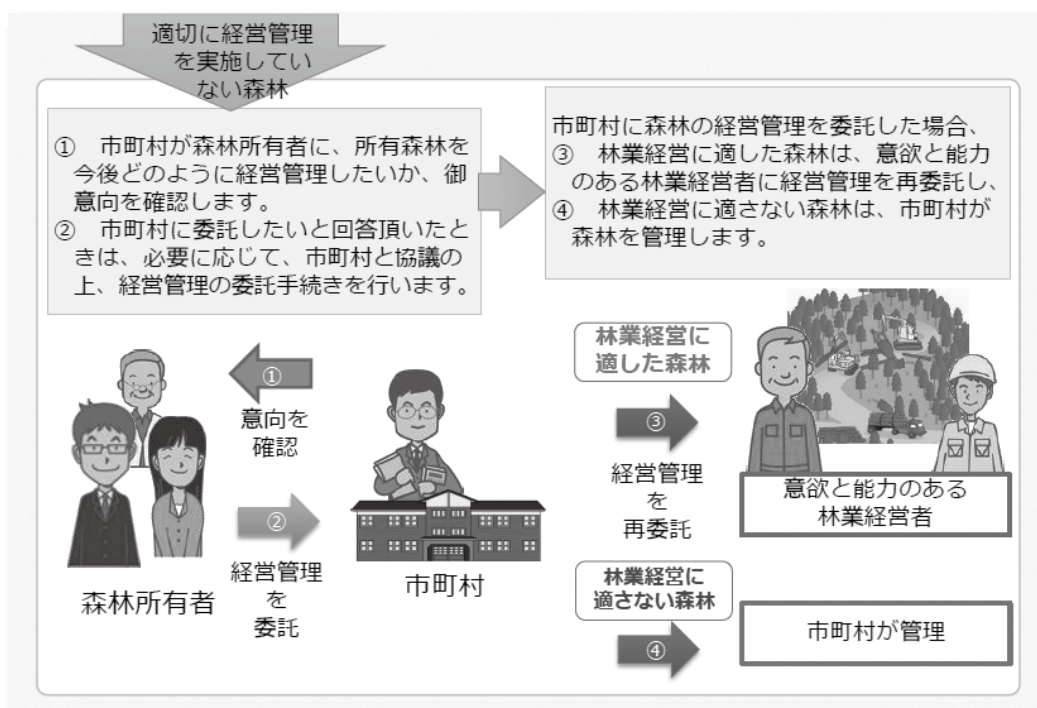 適切に経営管理
を実施してい
ない森林
① 市町村が森林所有者に、所有森林を
今後どのように経営管理したいか、御
意向を確認します。
② 市町村に委託したいと回答頂いたと
きは、必要に応じて、市町村と協議の
上、経営管理の委託手続きを行います。
市町村に森林の経営管理を委託した場合、
③ 林業経営に適した森林は、意欲と能力
のある林業経営者に経営管理を再委託し、
④ 林業経営に適さない森林は、市町村が
森林を管理します。
①
意向を
確認
②
経営管理
を
委託
森林所有者
市町村
林業経営に
適した森林
③
経営管理
を
再委託
意欲と能力のある
林業経営者
林業経営に
適さない森林
④
市町村が管理